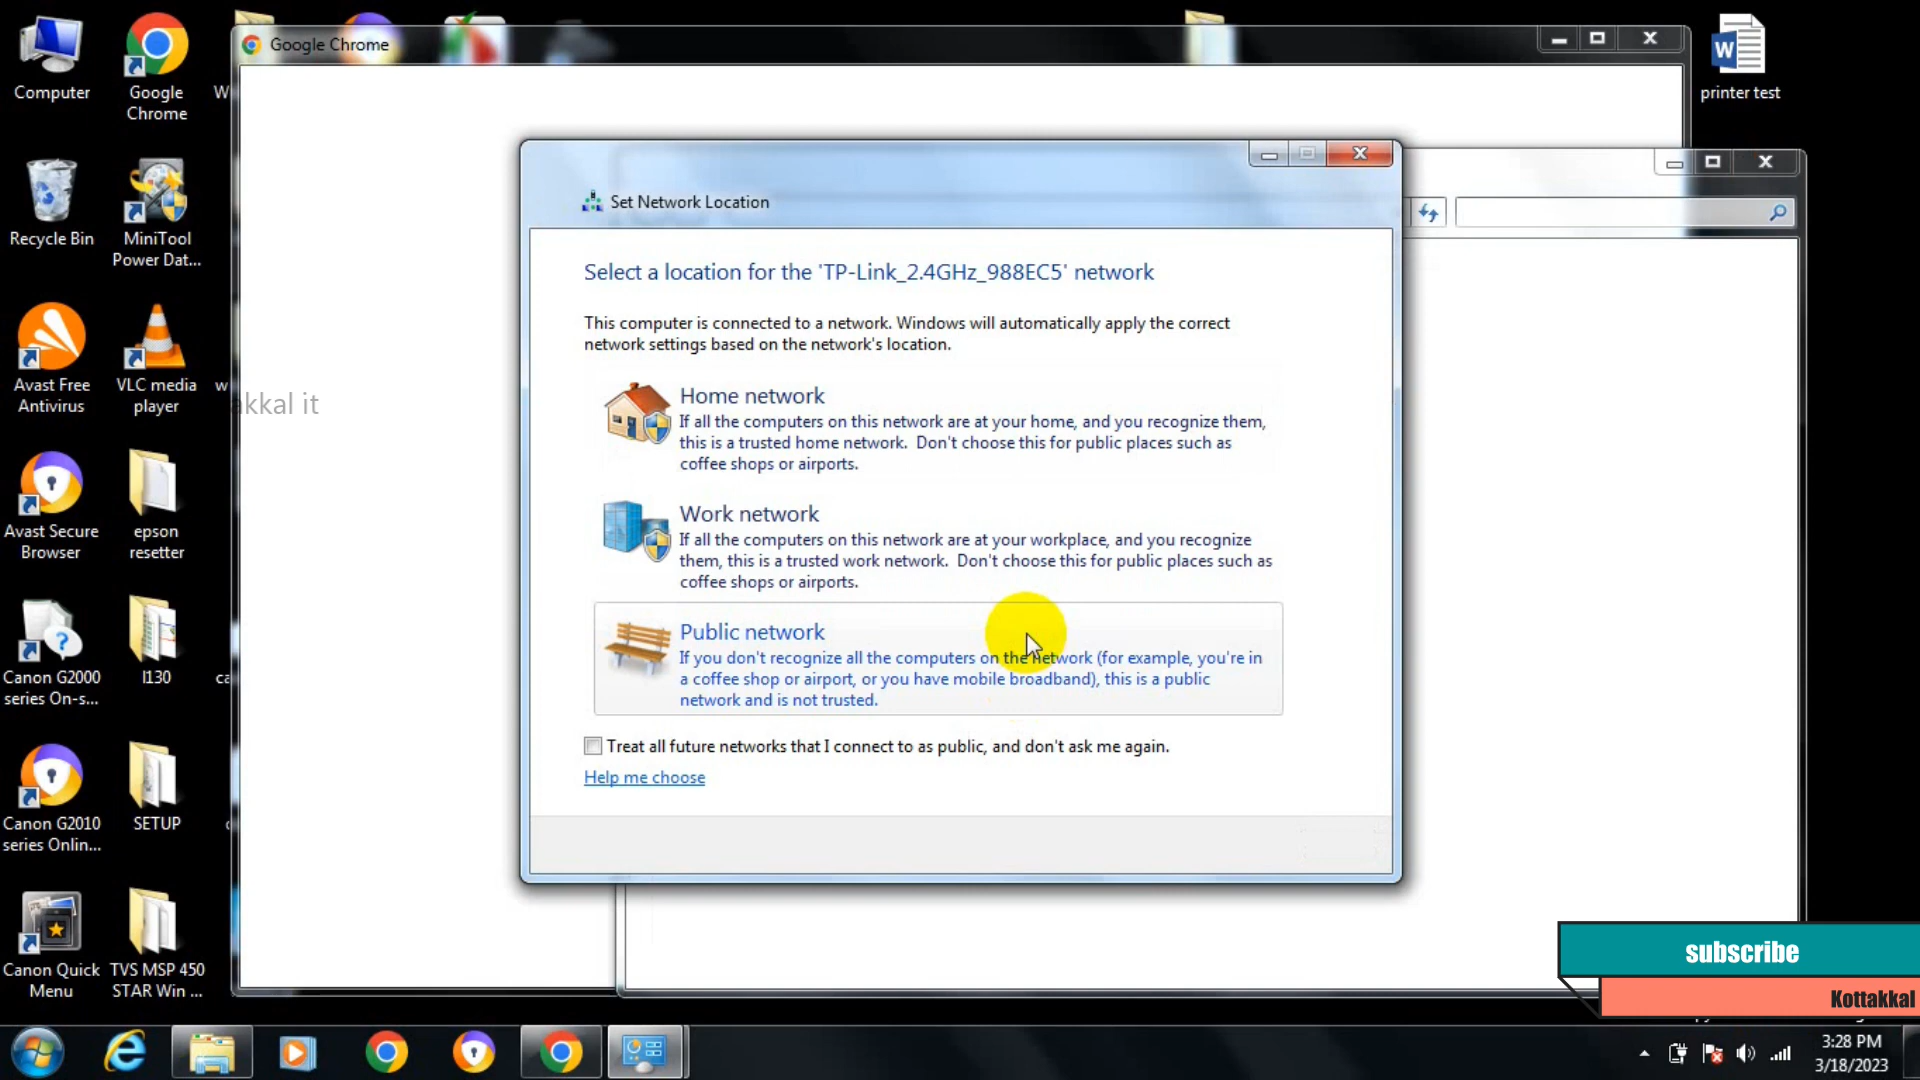 Computer
Google
Chrome
W
Recycle Bin
MiniTool
Power Dat...
Avast Free
Antivirus
VLC media
player
w
Avast Secure
Browser
epson
resetter
Canon G2000
series On-s...
l130
ca
Canon G2010
series Onlin...
SETUP
Canon Quick
Menu
TVS MSP 450
STAR Win ...
printer test
Google Chrome
akkal it
Set Network Location
Select a location for the 'TP-Link_2.4GHz_988EC5' network
This computer is connected to a network. Windows will automatically apply the correct
network settings based on the network's location.
Home network
If all the computers on this network are at your home, and you recognize them,
this is a trusted home network. Don't choose this for public places such as
coffee shops or airports.
Work network
If all the computers on this network are at your workplace, and you recognize
them, this is a trusted work network. Don't choose this for public places such as
coffee shops or airports.
Public network
If you don't recognize all the computers on the network (for example, you're in
a coffee shop or airport, or you have mobile broadband), this is a public
network and is not trusted.
Treat all future networks that I connect to as public, and don't ask me again.
Help me choose
subscribe
Kottakkal
3:28 PM
3/18/2023